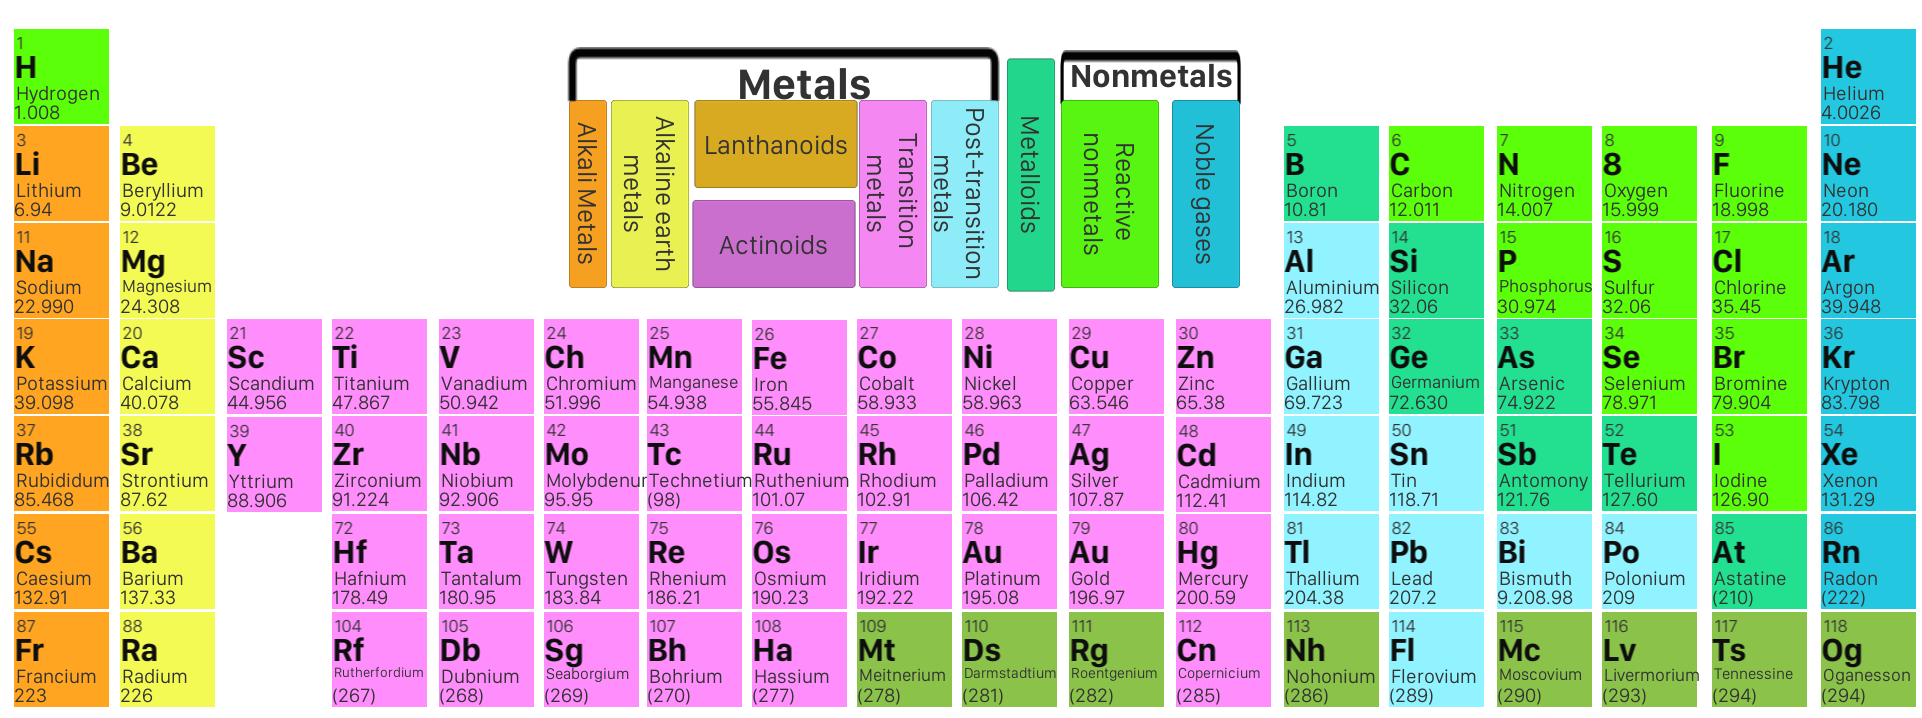 1
H
Hydrogen
1.008
2
He
Helium
4.0026
Metals
Nonmetals
Alkali Metals
Alkaline earth
metals
Lanthanoids
Actinoids
Transition
metals
Post-transition
metals
Metalloids
Reactive
nonmetals
Noble gases
3
Li
Lithium
6.94
4
Be
Beryllium
9.0122
5
B
Boron
10.81
6
C
Carbon
12.011
7
N
Nitrogen
14.007
8
8
Oxygen
15.999
9
F
Fluorine
18.998
10
Ne
Neon
20.180
11
Na
Sodium
22.990
12
Mg
Magnesium
24.308
13
Al
Aluminium
26.982
14
Si
Silicon
32.06
15
P
Phosphorus
30.974
16
S
Sulfur
32.06
17
Cl
Chlorine
35.45
18
Ar
Argon
39.948
19
K
Potassium
39.098
20
Ca
Calcium
40.078
21
Sc
Scandium
44.956
22
Ti
Titanium
47.867
23
V
Vanadium
50.942
24
Ch
Chromium
51.996
25
Mn
Manganese
54.938
26
Fe
Iron
55.845
27
Co
Cobalt
58.933
28
Ni
Nickel
58.963
29
Cu
Copper
63.546
30
Zn
Zinc
65.38
31
Ga
Gallium
69.723
32
Ge
Germanium
72.630
33
As
Arsenic
74.922
34
Se
Selenium
78.971
35
Br
Bromine
79.904
36
Kr
Krypton
83.798
37
Rb
Rubididum
85.468
38
Sr
Strontium
87.62
39
Y
Yttrium
88.906
40
Zr
Zirconium
91.224
41
Nb
Niobium
92.906
42
Mo
Molybdenur
95.95
43
Tc
Technetium
(98)
44
Ru
Ruthenium
101.07
45
Rh
Rhodium
102.91
46
Pd
Palladium
106.42
47
Ag
Silver
107.87
48
Cd
Cadmium
112.41
49
In
Indium
114.82
50
Sn
Tin
118.71
51
Sb
Antomony
121.76
52
Te
Tellurium
127.60
53
I
Iodine
126.90
54
Xe
Xenon
131.29
55
Cs
Caesium
132.91
56
Ba
Barium
137.33
72
Hf
Hafnium
178.49
73
Ta
Tantalum
180.95
74
W
Tungsten
183.84
75
Re
Rhenium
186.21
76
Os
Osmium
190.23
77
Ir
Iridium
192.22
78
Au
Platinum
195.08
79
Au
Gold
196.97
80
Hg
Mercury
200.59
81
Tl
Thallium
204.38
82
Pb
Lead
207.2
83
Bi
Bismuth
9.208.98
84
Po
Polonium
209
85
At
Astatine
(210)
86
Rn
Radon
(222)
87
Fr
Francium
223
88
Ra
Radium
226
104
Rf
Rutherfordium
(267)
105
Db
Dubnium
(268)
106
Sg
Seaborgium
(269)
107
Bh
Bohrium
(270)
108
Ha
Hassium
(277)
109
Mt
Meitnerium
(278)
110
Ds
Darmstadtium
(281)
111
Rg
Roentgenium
(282)
112
Cn
Copernicium
(285)
113
Nh
Nohonium
(286)
114
Fl
Flerovium
(289)
115
Mc
Moscovium
(290)
116
Lv
Livermorium
(293)
117
Ts
Tennessine
(294)
118
Og
Oganesson
(294)